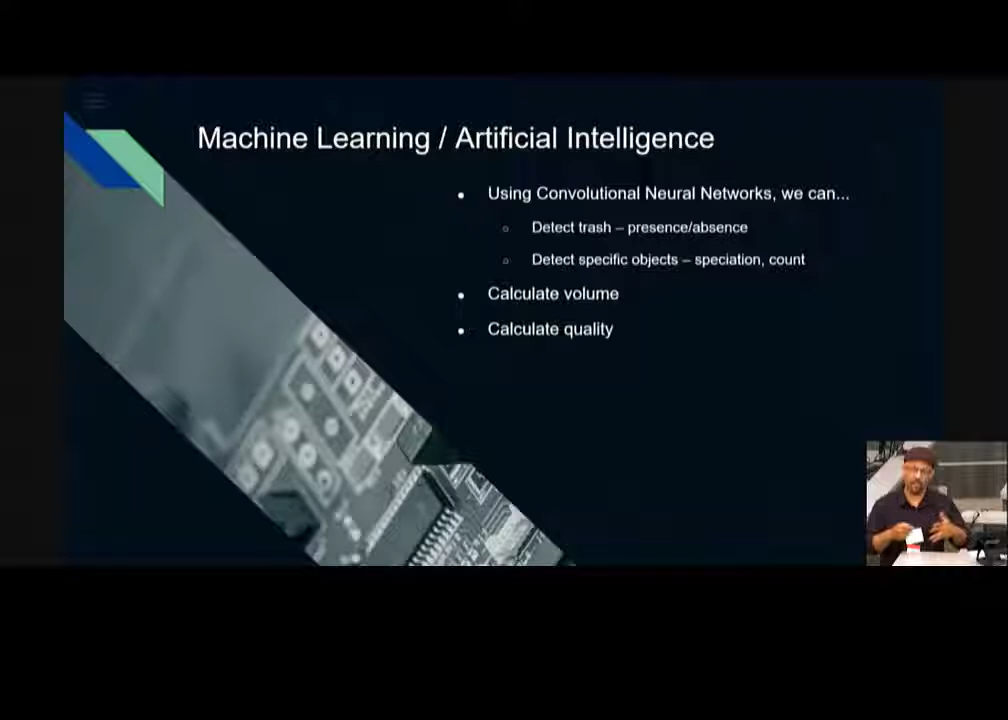 Machine Learning / Artificial Intelligence
Using Convolutional Neural Networks, we can...
Detect trash – presence/absence
Detect specific objects – speciation, count
Calculate volume
Calculate quality